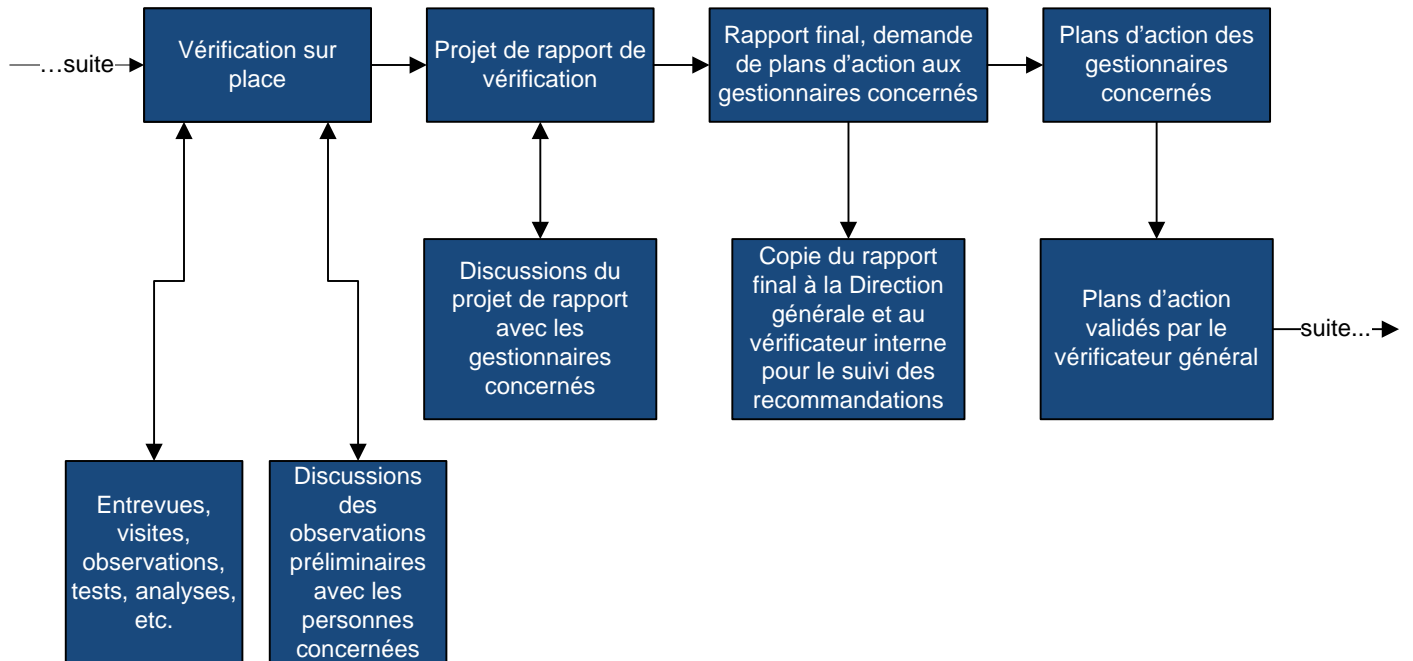 …suite
Vérification sur
place
Projet de rapport de
vérification
Rapport final, demande
de plans d’action aux
gestionnaires concernés
Plans d’action des
gestionnaires
concernés
Discussions du
projet de rapport
avec les
gestionnaires
concernés
Copie du rapport
final à la Direction
générale et au
vérificateur interne
pour le suivi des
recommandations
Plans d’action
validés par le
vérificateur général
suite...
Entrevues,
visites,
observations,
tests, analyses,
etc.
Discussions
des
observations
préliminaires
avec les
personnes
concernées